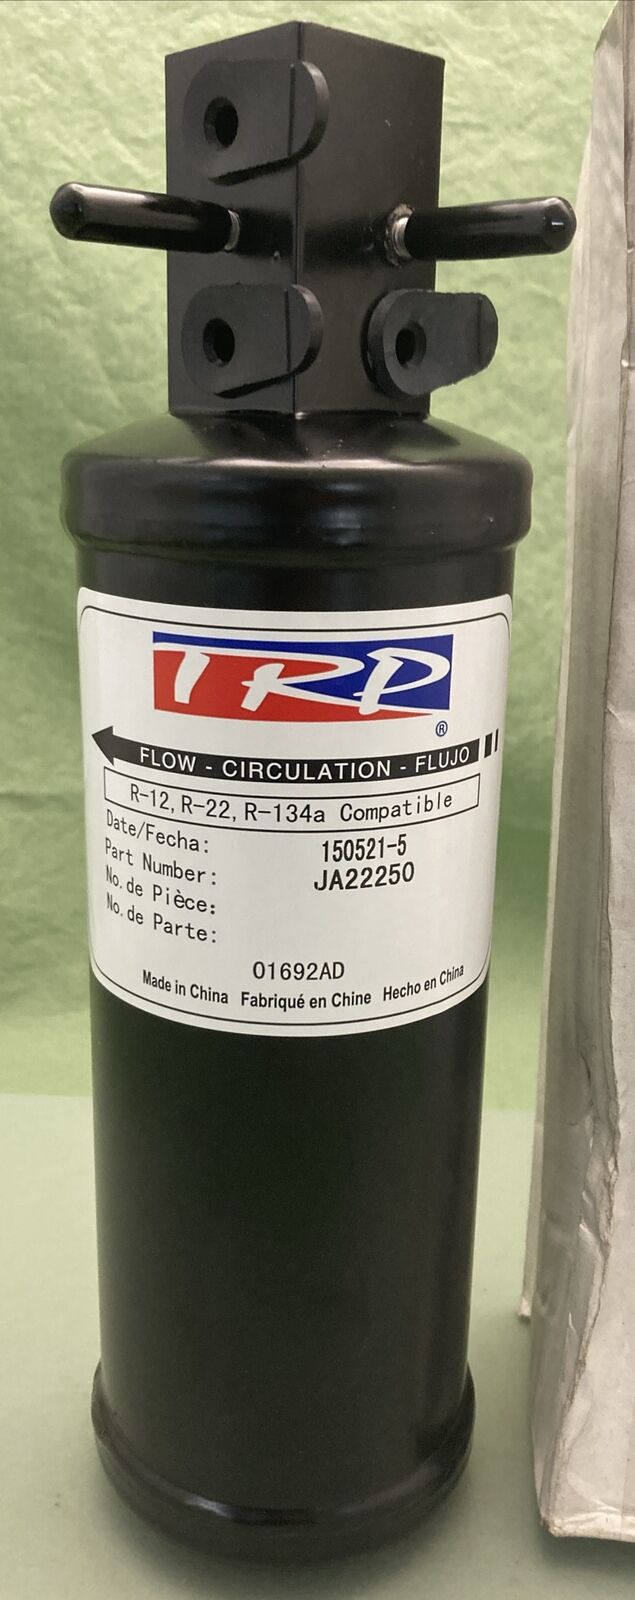 TRP
®
FLOW - CIRCULATION - FLUJO
R-12, R-22, R-134a Compatible
Date/Fecha: 150521-5
Part Number: JA22250
No. de Pièce:
No. de Parte:
01692AD
Made in China Fabriqué en Chine Hecho en China